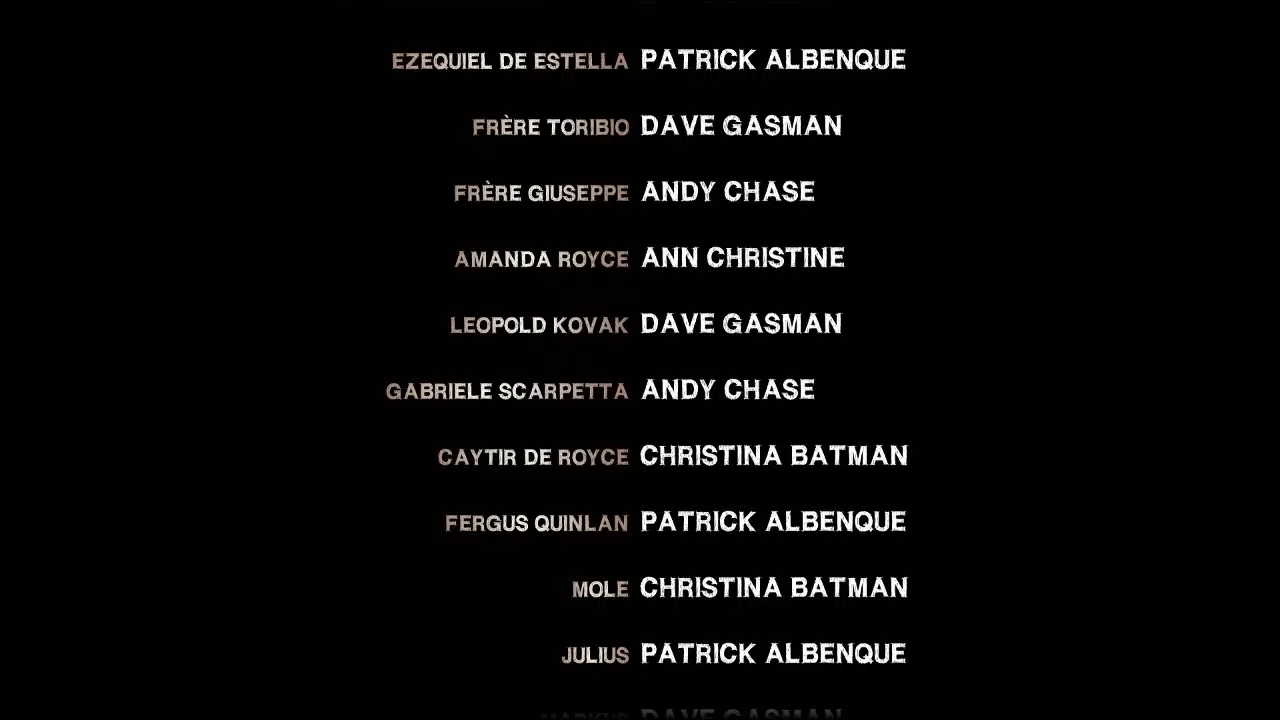 EZEQUIEL DE ESTELLA PATRICK ALBENQUE
FRÈRE TORIBIO DAVE GASMAN
FRÈRE GIUSEPPE ANDY CHASE
AMANDA ROYCE ANN CHRISTINE
LEOPOLD KOVAK DAVE GASMAN
GABRIELE SCARPETTA ANDY CHASE
CAYTIR DE ROYCE CHRISTINA BATMAN
FERGUS QUINLAN PATRICK ALBENQUE
MOLE CHRISTINA BATMAN
JULIUS PATRICK ALBENQUE
DAVE GASMAN